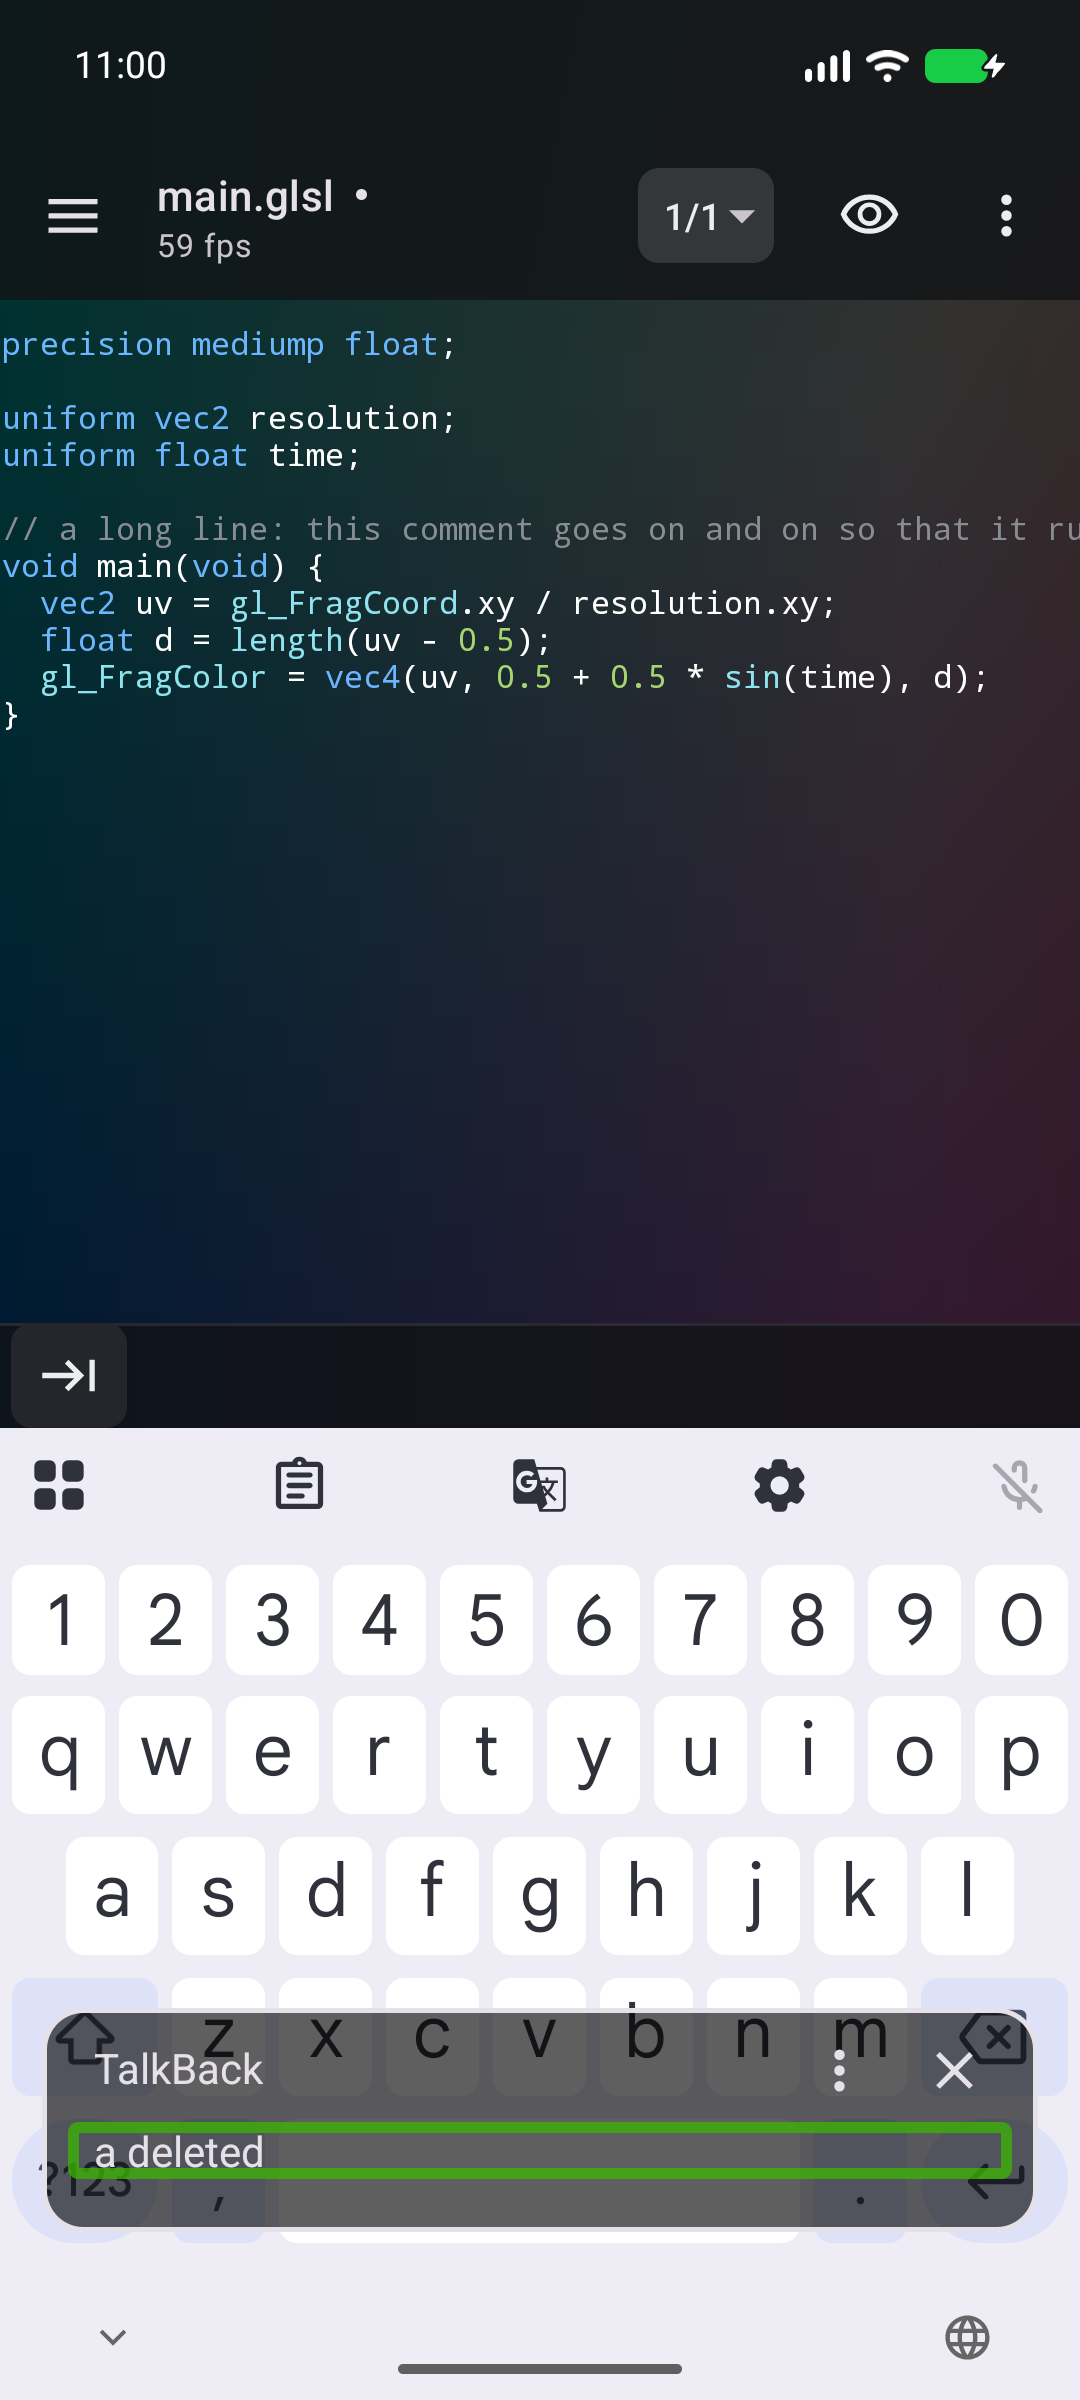 11:00
main.glsl •
59 fps
1/1
precision mediump float;
uniform vec2 resolution;
uniform float time;
// a long line: this comment goes on and on so that it ru
void main(void) {
  vec2 uv = gl_FragCoord.xy / resolution.xy;
  float d = length(uv - 0.5);
  gl_FragColor = vec4(uv, 0.5 + 0.5 * sin(time), d);
}
1 2 3 4 5 6 7 8 9 0
q w e r t y u i o p
a s d f g h j k l
z x c v b n m
TalkBack
a deleted
?123 , .